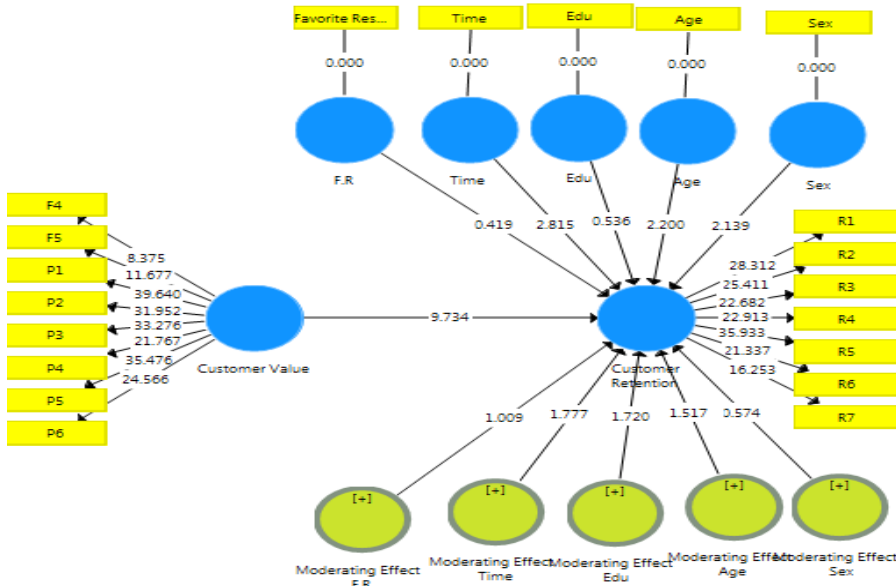 Favorite Res...
Time
Edu
Age
Sex
0.000
0.000
0.000
0.000
0.000
F.R
Time
Edu
Age
Sex
F4
F5
P1
P2
P3
P4
P5
P6
8.375
11.677
39.640
31.952
33.276
21.767
35.476
24.566
Customer Value
9.734
0.419
2.815
0.536
2.200
2.139
Customer
Retention
28.312
25.411
22.682
22.913
35.933
21.337
16.253
R1
R2
R3
R4
R5
R6
R7
1.009
1.777
1.720
1.517
0.574
[+]
[+]
[+]
[+]
[+]
Moderating Effect
F.R
Moderating Effect
Time
Moderating Effect
Edu
Moderating Effect
Age
Moderating Effect
Sex